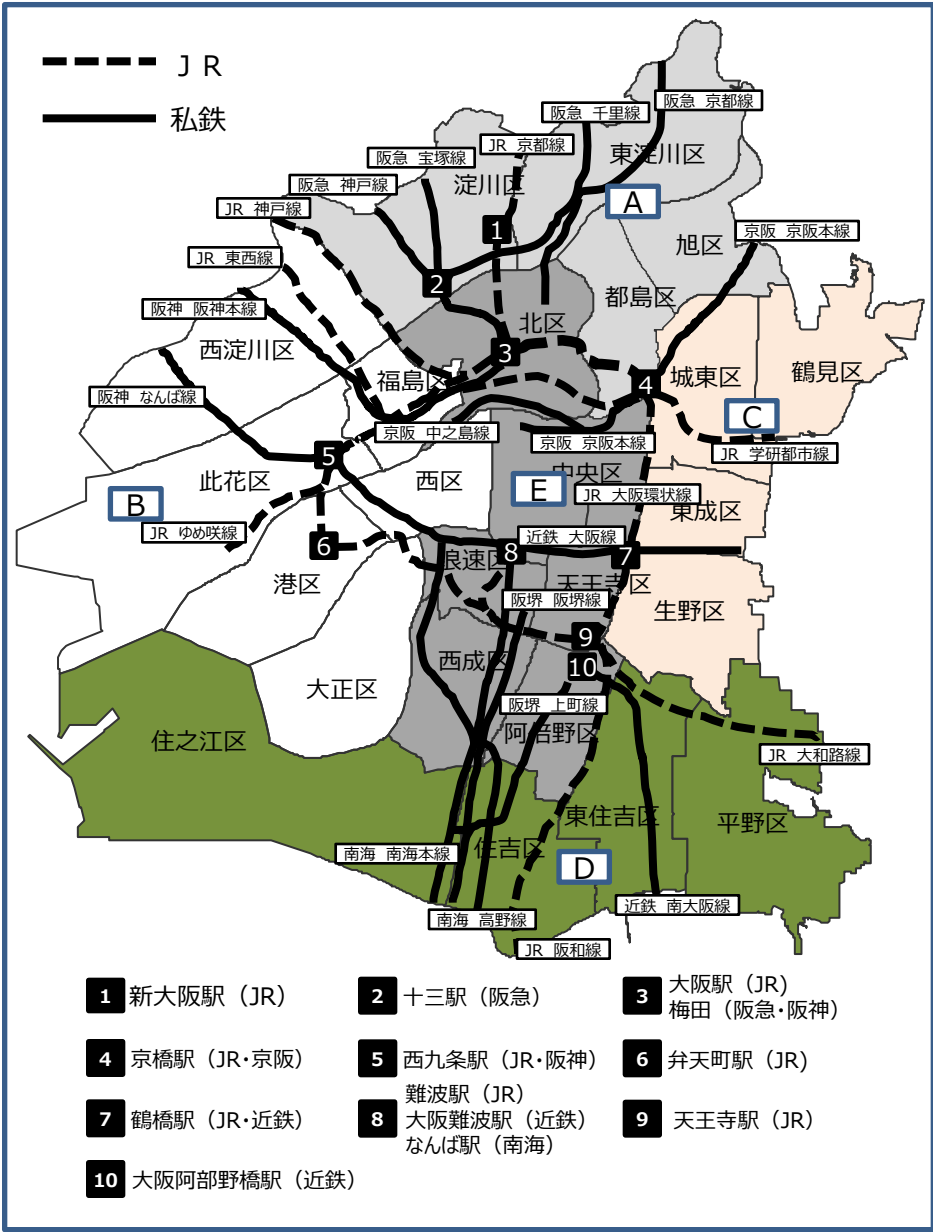 ＪＲ
私鉄
阪急 京都線
阪急 千里線
JR 京都線
東淀川区
阪急 宝塚線
淀川区
阪急 神戸線
A
JR 神戸線
1
旭区
京阪 京阪本線
JR 東西線
2
都島区
阪神 阪神本線
北区
西淀川区
3
城東区
鶴見区
福島区
4
阪神 なんば線
C
京阪 中之島線
京阪 京阪本線
JR 学研都市線
5
中央区
此花区
西区
E
B
JR 大阪環状線
東成区
JR ゆめ咲線
6
近鉄 大阪線
浪速区
8
7
港区
天王寺区
阪堺 阪堺線
生野区
9
西成区
10
大正区
阪堺 上町線
住之江区
阿倍野区
JR 大和路線
東住吉区
平野区
南海 南海本線
住吉区
D
近鉄 南大阪線
南海 高野線
JR 阪和線
1 新大阪駅（JR）
2 十三駅（阪急）
3 大阪駅（JR)
梅田（阪急・阪神）
4 京橋駅（JR・京阪）
5 西九条駅（JR・阪神）
6 弁天町駅（JR)
7 鶴橋駅（JR・近鉄）
8 難波駅（JR）
大阪難波駅（近鉄）
なんば駅（南海）
9 天王寺駅（JR）
10 大阪阿部野橋駅（近鉄）